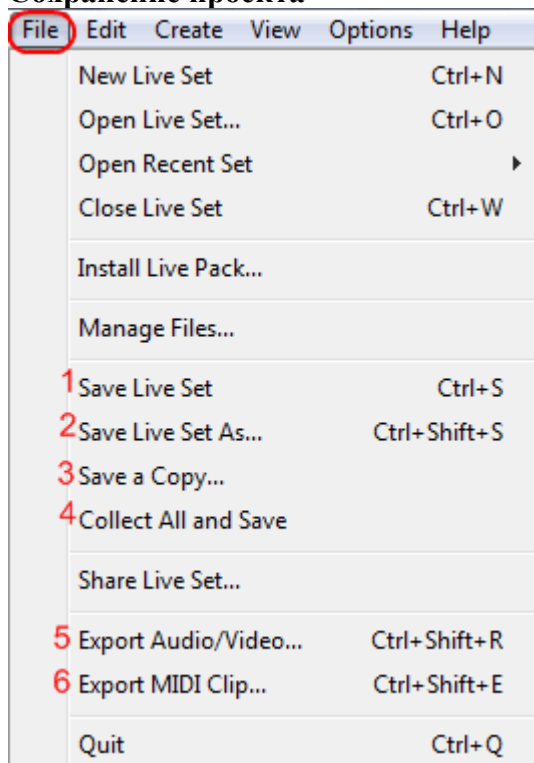 Сохранение проекта
File Edit Create View Options Help
New Live Set Ctrl+N
Open Live Set... Ctrl+O
Open Recent Set
Close Live Set Ctrl+W
Install Live Pack...
Manage Files...
1 Save Live Set Ctrl+S
2 Save Live Set As... Ctrl+Shift+S
3 Save a Copy...
4 Collect All and Save
Share Live Set...
5 Export Audio/Video... Ctrl+Shift+R
6 Export MIDI Clip... Ctrl+Shift+E
Quit Ctrl+Q